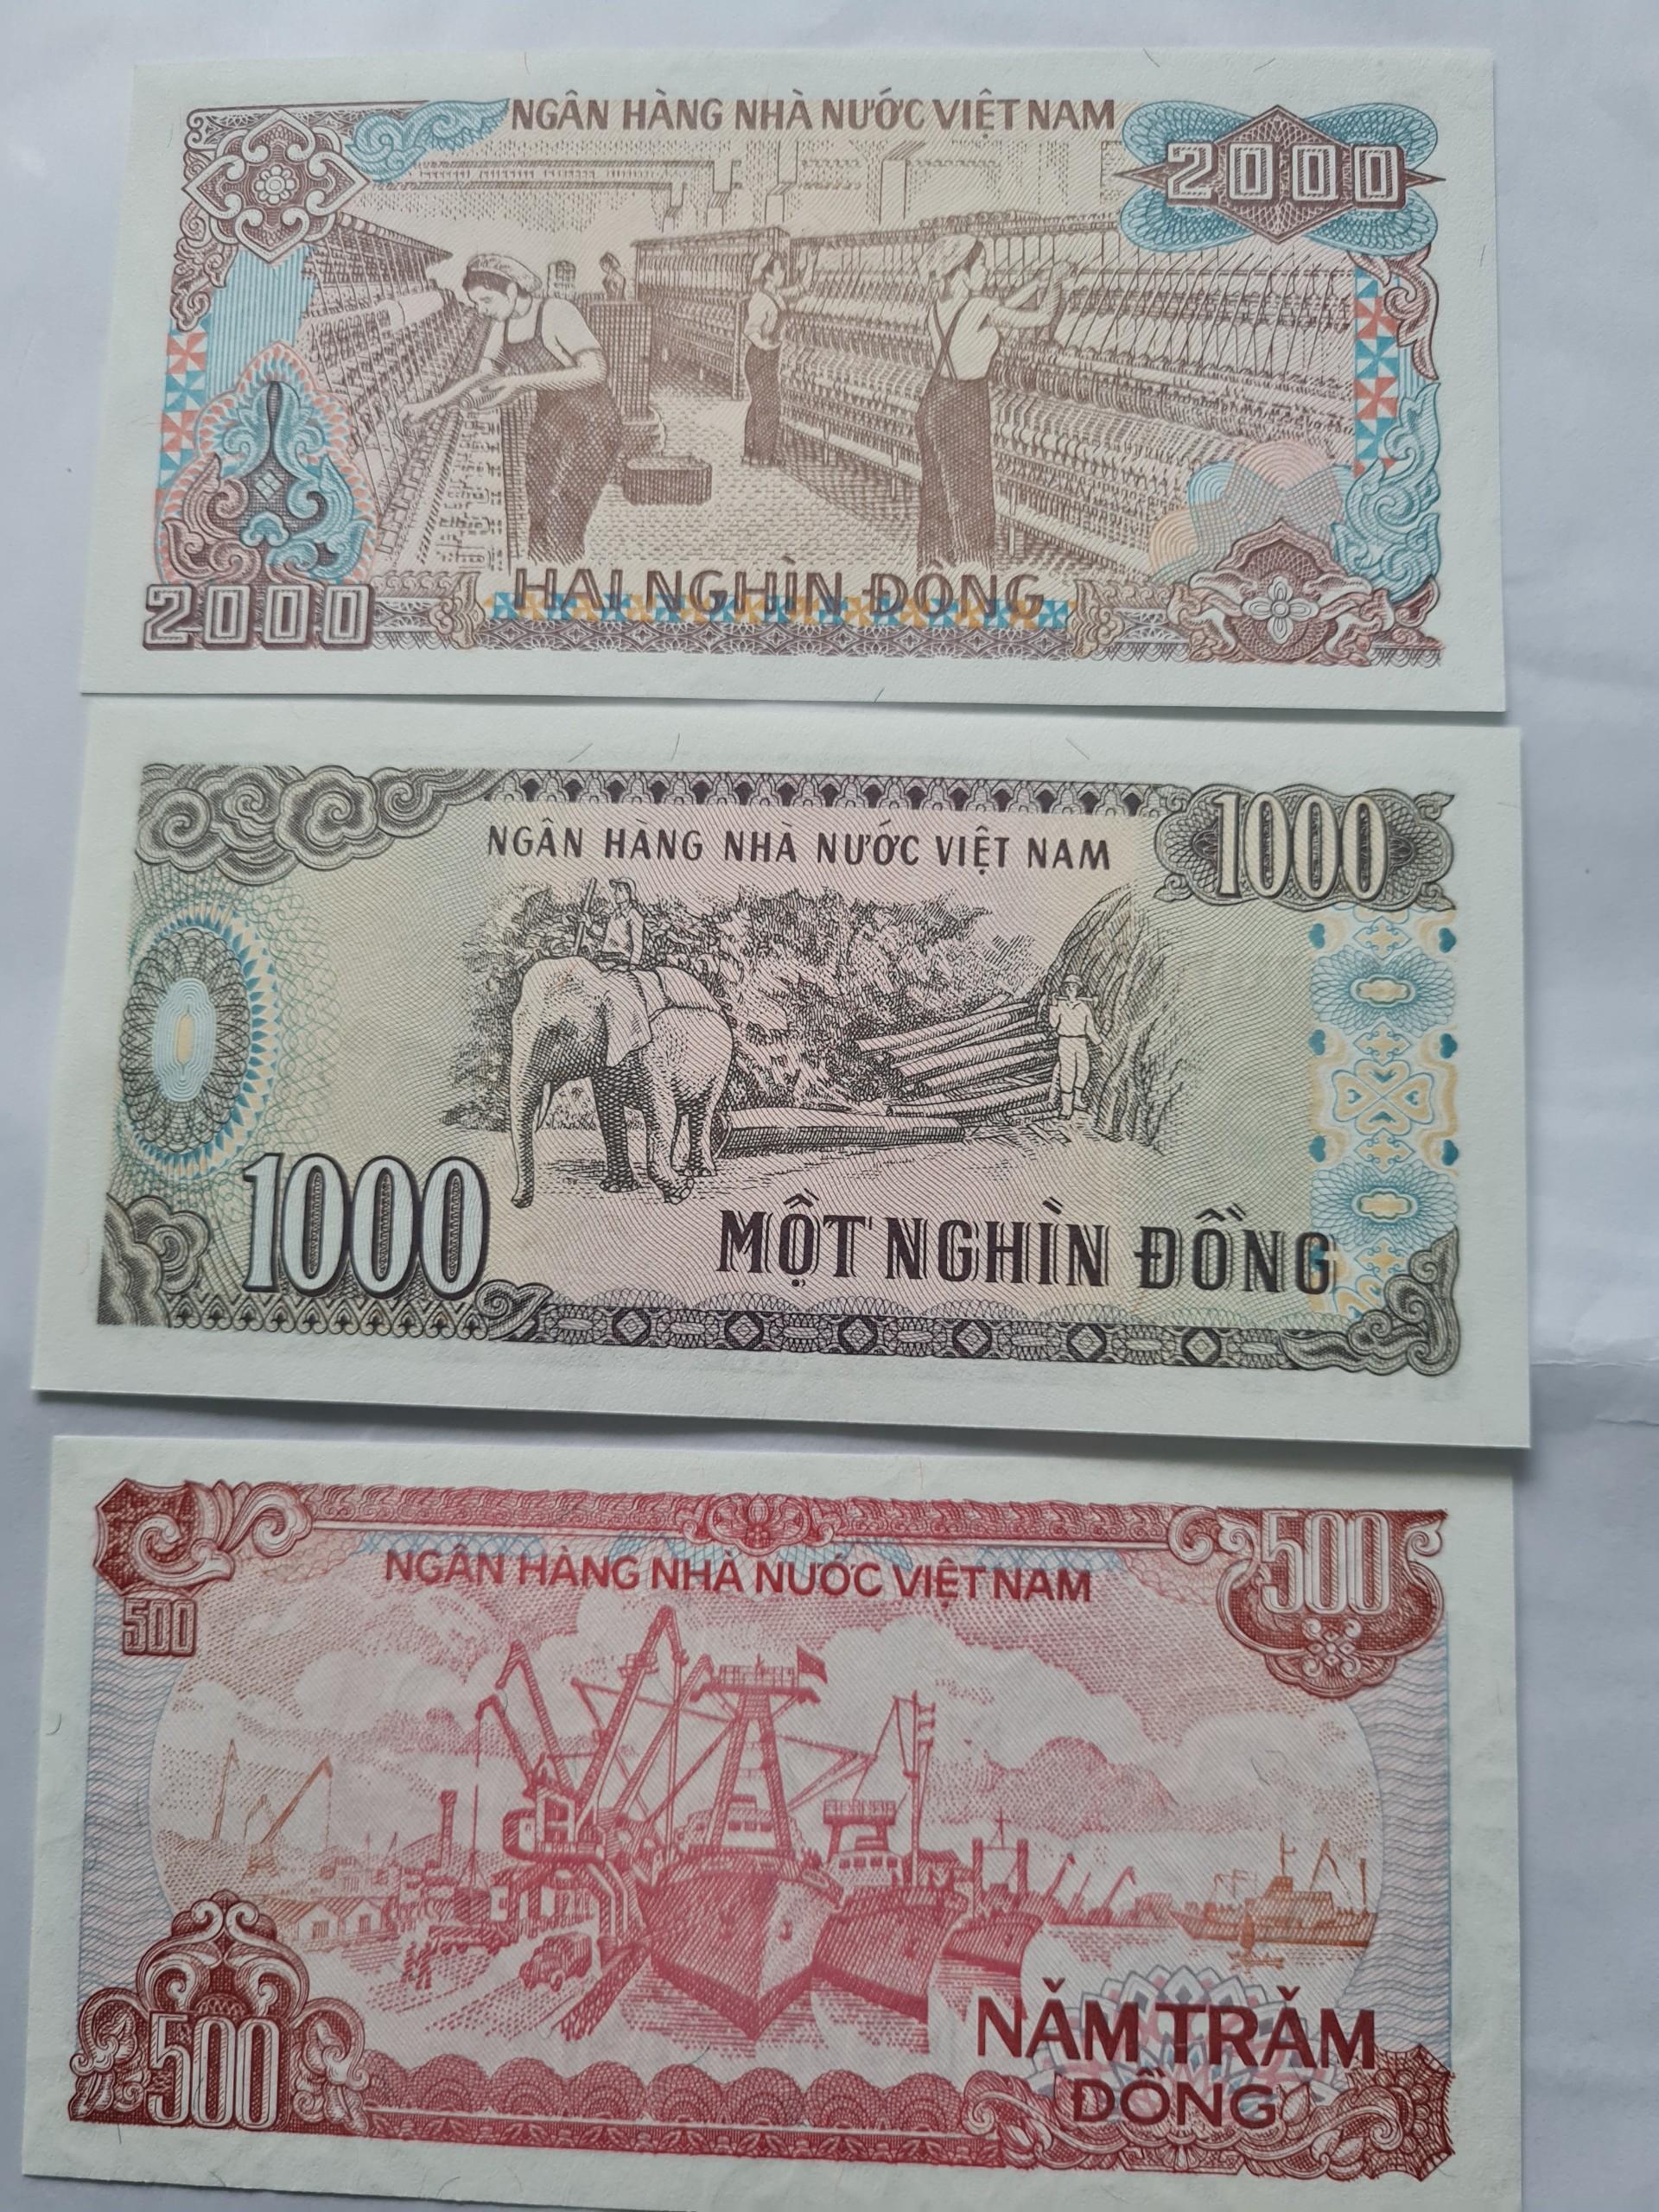 NGÂN HÀNG NHÀ NƯỚC VIỆT NAM
2000
HAI NGHÌN ĐỒNG
2000
NGÂN HÀNG NHÀ NƯỚC VIỆT NAM
1000
1000
MỘT NGHÌN ĐỒNG
NGÂN HÀNG NHÀ NƯỚC VIỆT NAM
500
500
NĂM TRĂM
ĐỒNG
500